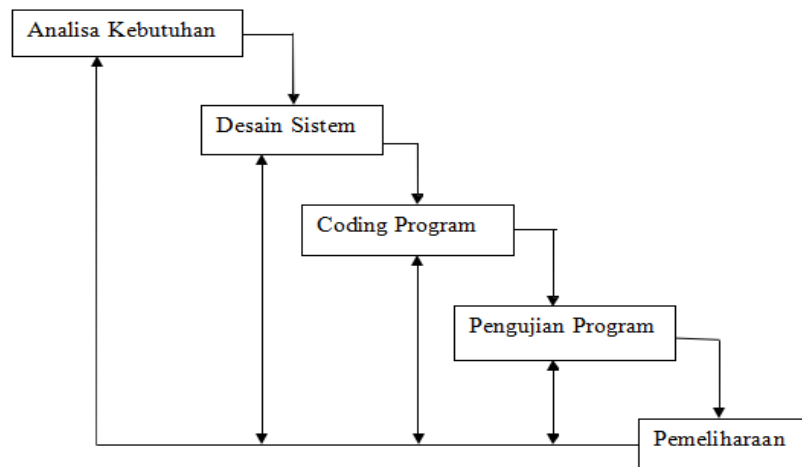 Analisa Kebutuhan
Desain Sistem
Coding Program
Pengujian Program
Pemeliharaan